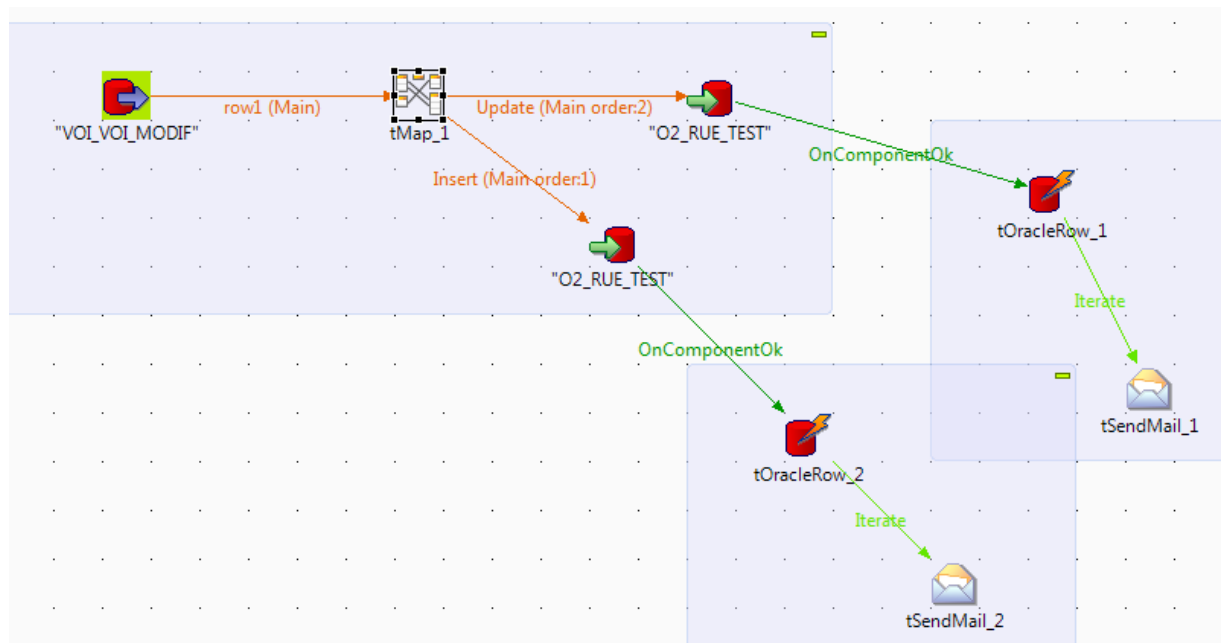 row1 (Main)
Update (Main order:2)
"VOI_VOI_MODIF"
tMap_1
"O2_RUE_TEST"
OnComponentOk
Insert (Main order:1)
tOracleRow_1
"O2_RUE_TEST"
Iterate
OnComponentOk
tSendMail_1
tOracleRow_2
Iterate
tSendMail_2